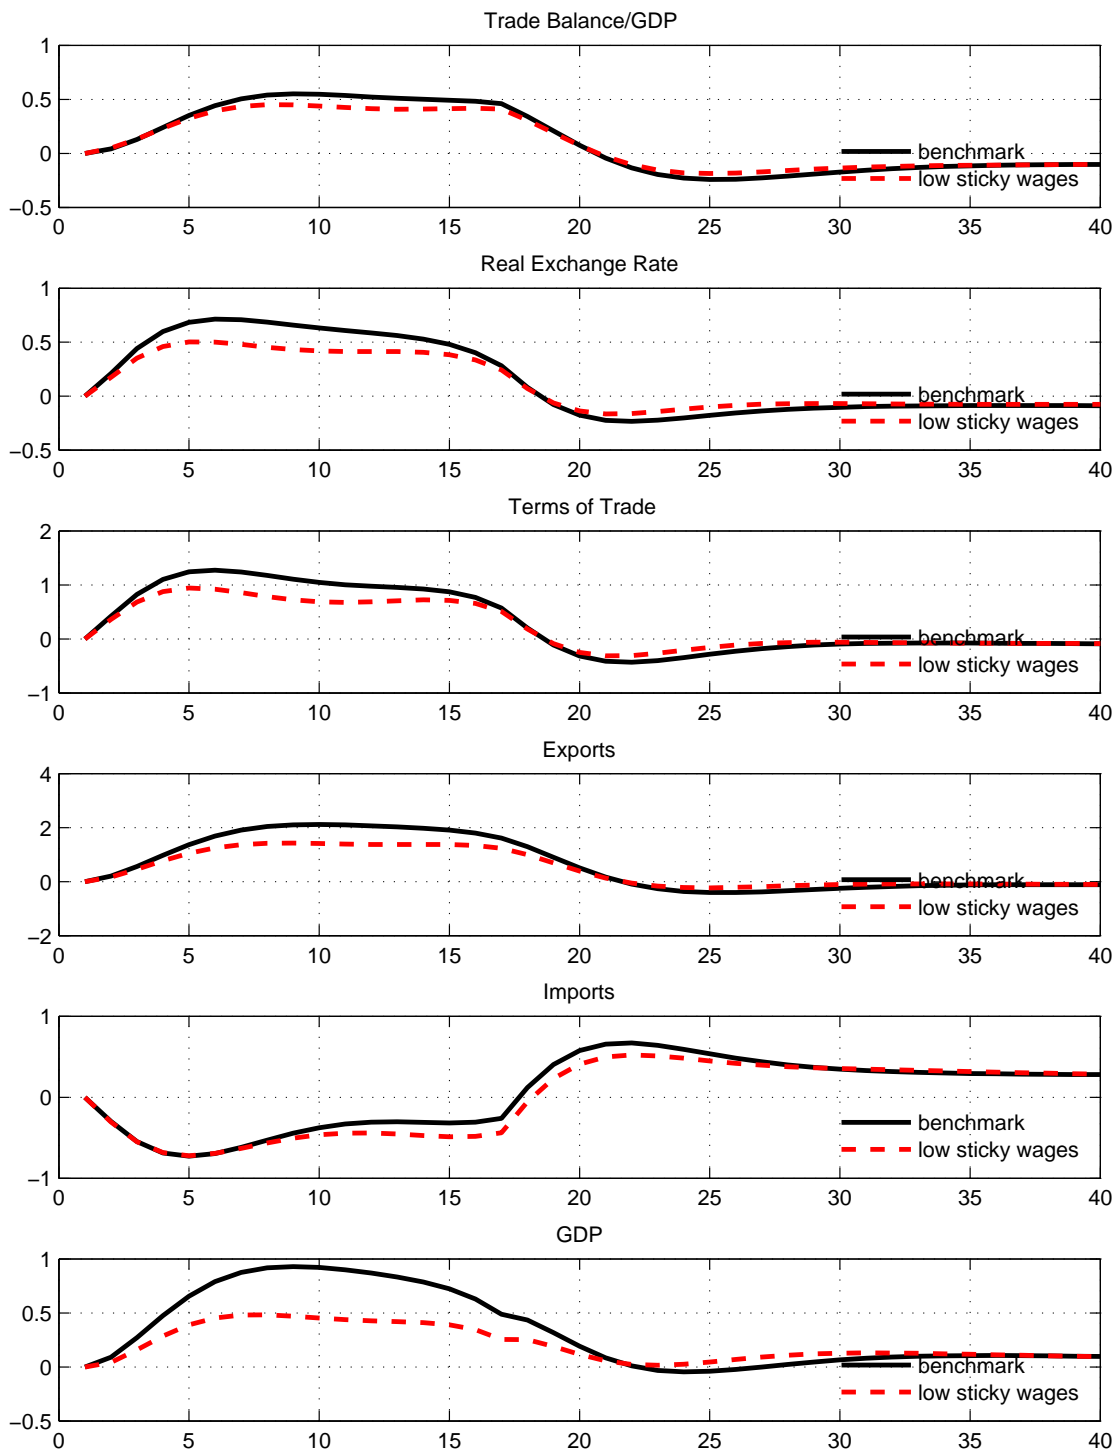 Trade Balance/GDP
1
0.5
0
−0.5
benchmark
low sticky wages
0 5 10 15 20 25 30 35 40
Real Exchange Rate
1
0.5
0
−0.5
benchmark
low sticky wages
0 5 10 15 20 25 30 35 40
Terms of Trade
2
1
0
−1
benchmark
low sticky wages
0 5 10 15 20 25 30 35 40
Exports
4
2
0
−2
benchmark
low sticky wages
0 5 10 15 20 25 30 35 40
Imports
1
0
−1
benchmark
low sticky wages
0 5 10 15 20 25 30 35 40
GDP
1
0.5
0
−0.5
benchmark
low sticky wages
0 5 10 15 20 25 30 35 40